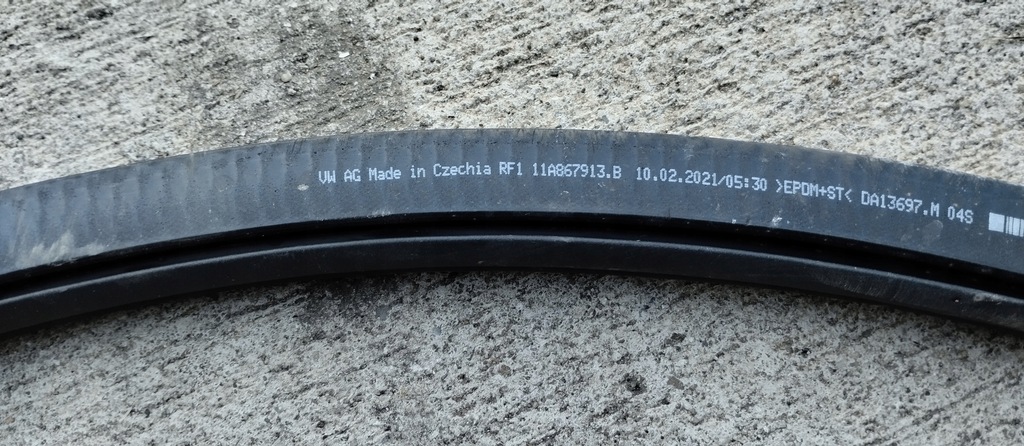 VW AG Made in Czechia RF1 11A867913.B 10.02.2021/05:30 >EPDM+ST< DA13697.M 04S